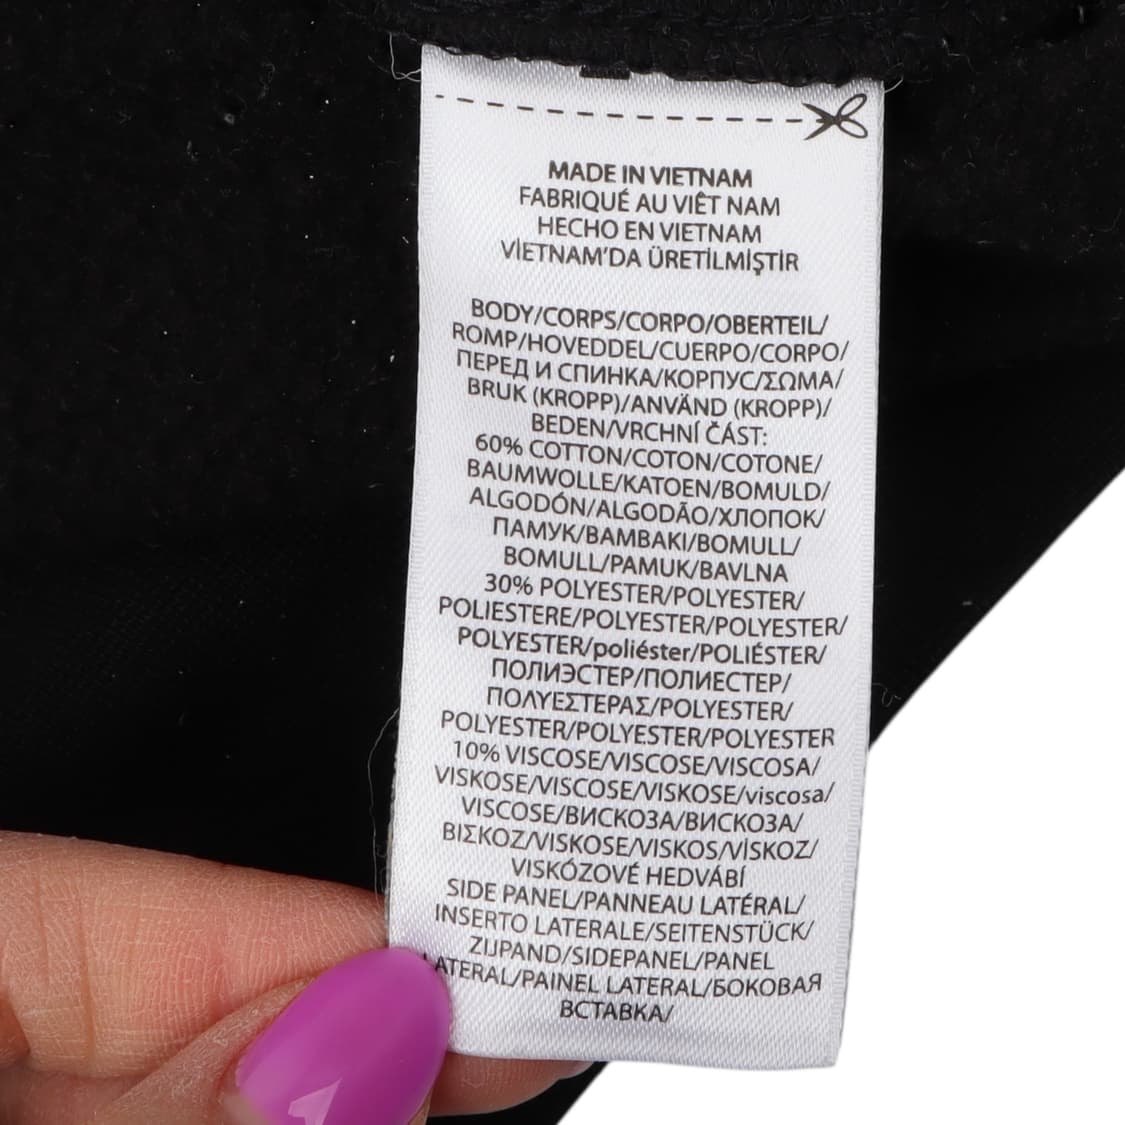 MADE IN VIETNAM
FABRIQUÉ AU VIÊT NAM
HECHO EN VIETNAM
VİETNAM'DA ÜRETİLMİŞTİR
BODY/CORPS/CORPO/OBERTEIL/
ROMP/HOVEDDEL/CUERPO/CORPO/
ПЕРЕД И СПИНКА/КОРПУС/ΣΩΜΑ/
BRUK (KROPP)/ANVÄND (KROPP)/
BEDEN/VRCHNÍ ČÁST:
60% COTTON/COTON/COTONE/
BAUMWOLLE/KATOEN/BOMULD/
ALGODÓN/ALGODÃO/ХЛОПОК/
ПАМУК/BAMBAKI/BOMULL/
BOMULL/PAMUK/BAVLNA
30% POLYESTER/POLYESTER/
POLIESTERE/POLYESTER/POLYESTER/
POLYESTER/poliéster/POLIÉSTER/
ПОЛИЭСТЕР/ПОЛИЕСТЕР/
ΠΟΛΥΕΣΤΕΡΑΣ/POLYESTER/
POLYESTER/POLYESTER/POLYESTER
10% VISCOSE/VISCOSE/VISCOSA/
VISKOSE/VISCOSE/VISKOSE/viscosa/
VISCOSE/ВИСКОЗА/ВИСКОЗА/
ΒΙΣΚΟΖ/VISKOSE/VISKOS/VİSKOZ/
VISKÓZOVÉ HEDVÁBÍ
SIDE PANEL/PANNEAU LATÉRAL/
INSERTO LATERALE/SEITENSTÜCK/
ZIJPAND/SIDEPANEL/PANEL
LATERAL/PAINEL LATERAL/БОКОВАЯ
ВСТАВКА/